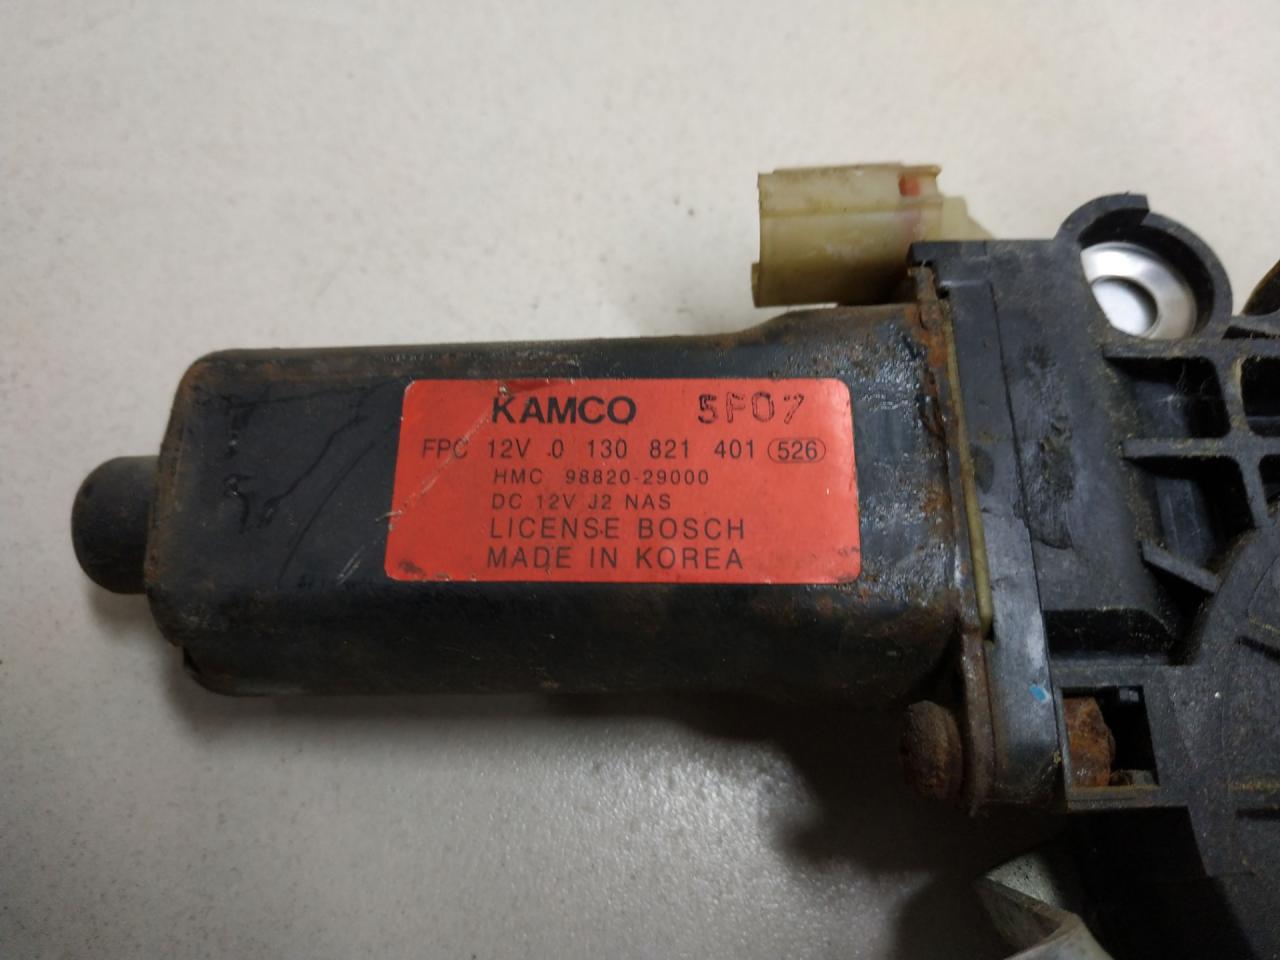 KAMCO 5F07
FPC 12V .0 130 821 401 526
HMC 98820-29000
DC 12V J2 NAS
LICENSE BOSCH
MADE IN KOREA